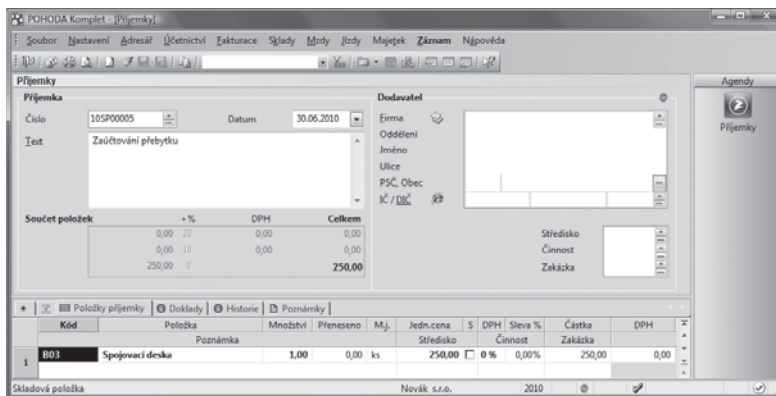 POHODA Komplet - [Příjemky]
Soubor Nastavení Adresář Účetnictví Fakturace Sklady Mzdy Jízdy Majetek Záznam Nápověda
Příjemky
Agendy
Příjemka
Dodavatel
Příjemky
Číslo 10SP00005 Datum 30.06.2010
Firma
Text Zaúčtování přebytku
Oddělení
Jméno
Ulice
PSČ, Obec
IČ / DIČ
Součet položek + % DPH Celkem
0,00 20 0,00 0,00
0,00 10 0,00 0,00
250,00 0 250,00
Středisko
Činnost
Zakázka
Položky příjemky Doklady Historie Poznámky
Kód Položka Množství Přeneseno M.j. Jedn.cena S DPH Sleva % Částka DPH
Poznámka Středisko Činnost Zakázka
1 B03 Spojovací deska 1,00 0,00 ks 250,00 0 % 0,00% 250,00 0,00
Skladová položka Novák s.r.o. 2010 @